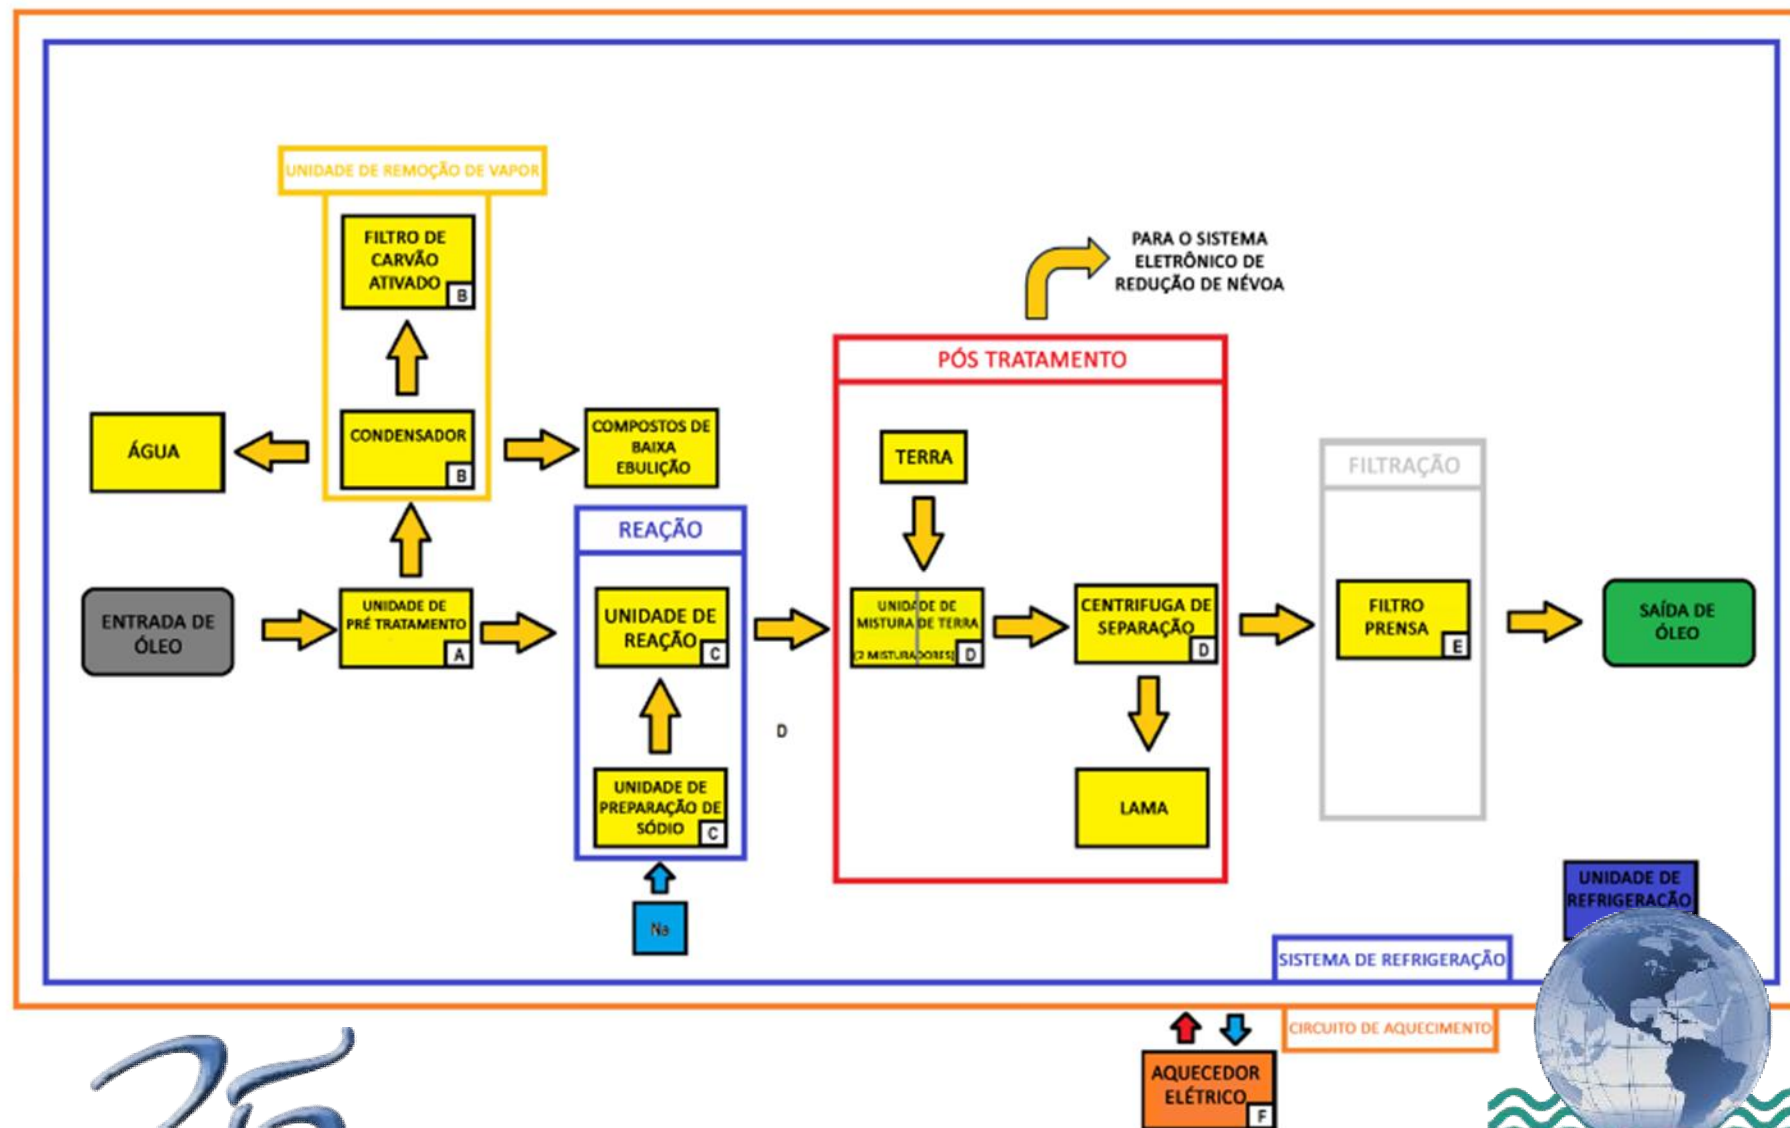 UNIDADE DE REMOÇÃO DE VAPOR
FILTRO DE
CARVÃO
ATIVADO
B
PARA O SISTEMA
ELETRÔNICO DE
REDUÇÃO DE NÉVOA
PÓS TRATAMENTO
ÁGUA
CONDENSADOR
B
COMPOSTOS DE
BAIXA
EBULIÇÃO
TERRA
FILTRAÇÃO
REAÇÃO
ENTRADA DE
ÓLEO
UNIDADE DE
PRÉ TRATAMENTO
A
UNIDADE DE
REAÇÃO
C
UNIDADE DE
MISTURA DE TERRA
(2 MISTURADORES)
D
CENTRIFUGA DE
SEPARAÇÃO
D
FILTRO
PRENSA
E
SAÍDA DE
ÓLEO
D
UNIDADE DE
PREPARAÇÃO DE
SÓDIO
C
LAMA
Na
UNIDADE DE
REFRIGERAÇÃO
SISTEMA DE REFRIGERAÇÃO
CIRCUITO DE AQUECIMENTO
AQUECEDOR
ELÉTRICO
F
25